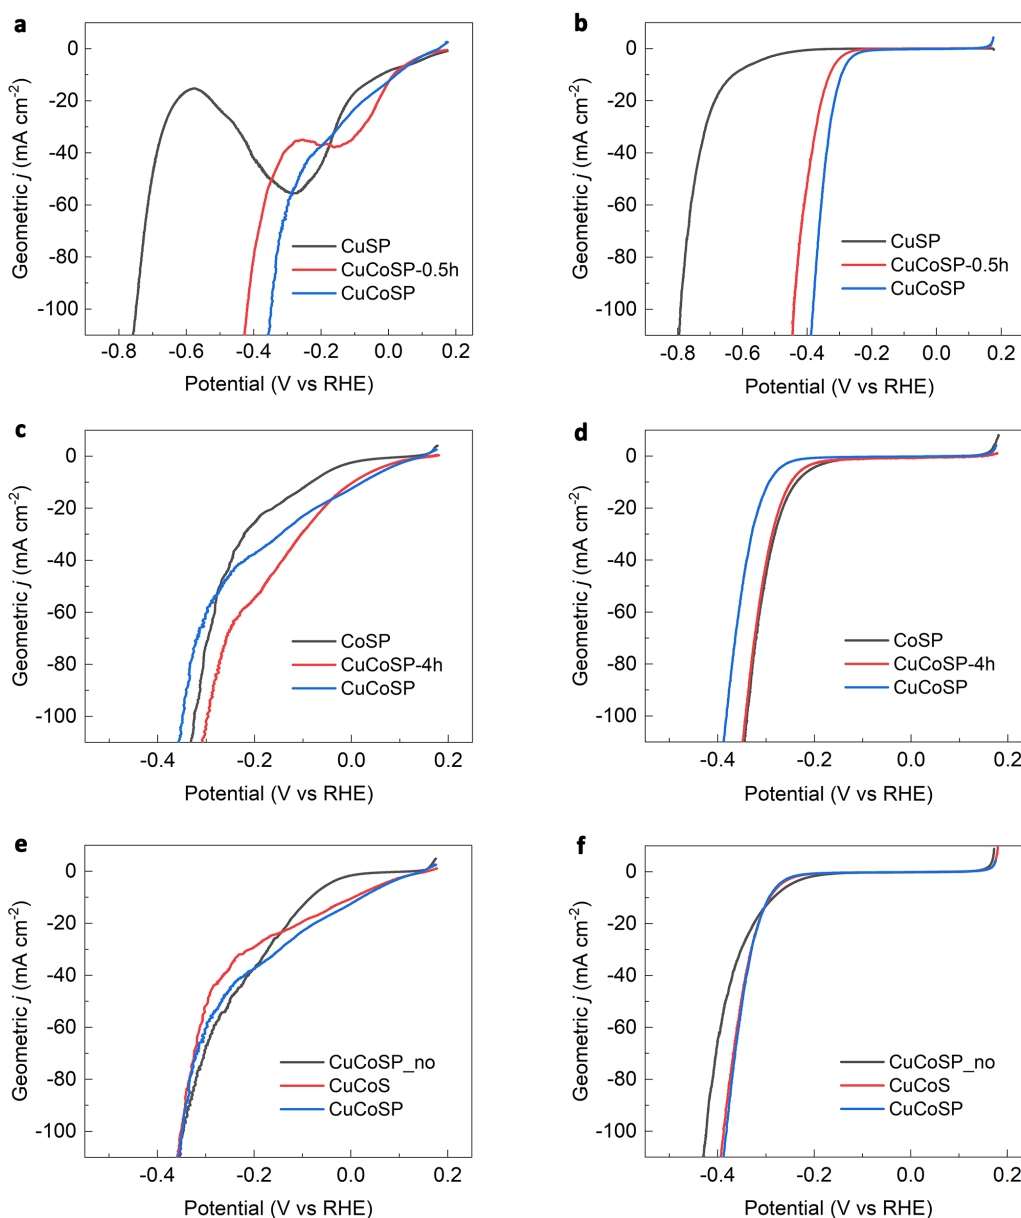 a
0
-20
-40
-60
-80
-100
Geometric j (mA cm⁻²)
CuSP
CuCoSP-0.5h
CuCoSP
-0.8 -0.6 -0.4 -0.2 0.0 0.2
Potential (V vs RHE)
b
0
-20
-40
-60
-80
-100
Geometric j (mA cm⁻²)
CuSP
CuCoSP-0.5h
CuCoSP
-0.8 -0.6 -0.4 -0.2 0.0 0.2
Potential (V vs RHE)
c
0
-20
-40
-60
-80
-100
Geometric j (mA cm⁻²)
CoSP
CuCoSP-4h
CuCoSP
-0.4 -0.2 0.0 0.2
Potential (V vs RHE)
d
0
-20
-40
-60
-80
-100
Geometric j (mA cm⁻²)
CoSP
CuCoSP-4h
CuCoSP
-0.4 -0.2 0.0 0.2
Potential (V vs RHE)
e
0
-20
-40
-60
-80
-100
Geometric j (mA cm⁻²)
CuCoSP_no
CuCoS
CuCoSP
-0.4 -0.2 0.0 0.2
Potential (V vs RHE)
f
0
-20
-40
-60
-80
-100
Geometric j (mA cm⁻²)
CuCoSP_no
CuCoS
CuCoSP
-0.4 -0.2 0.0 0.2
Potential (V vs RHE)